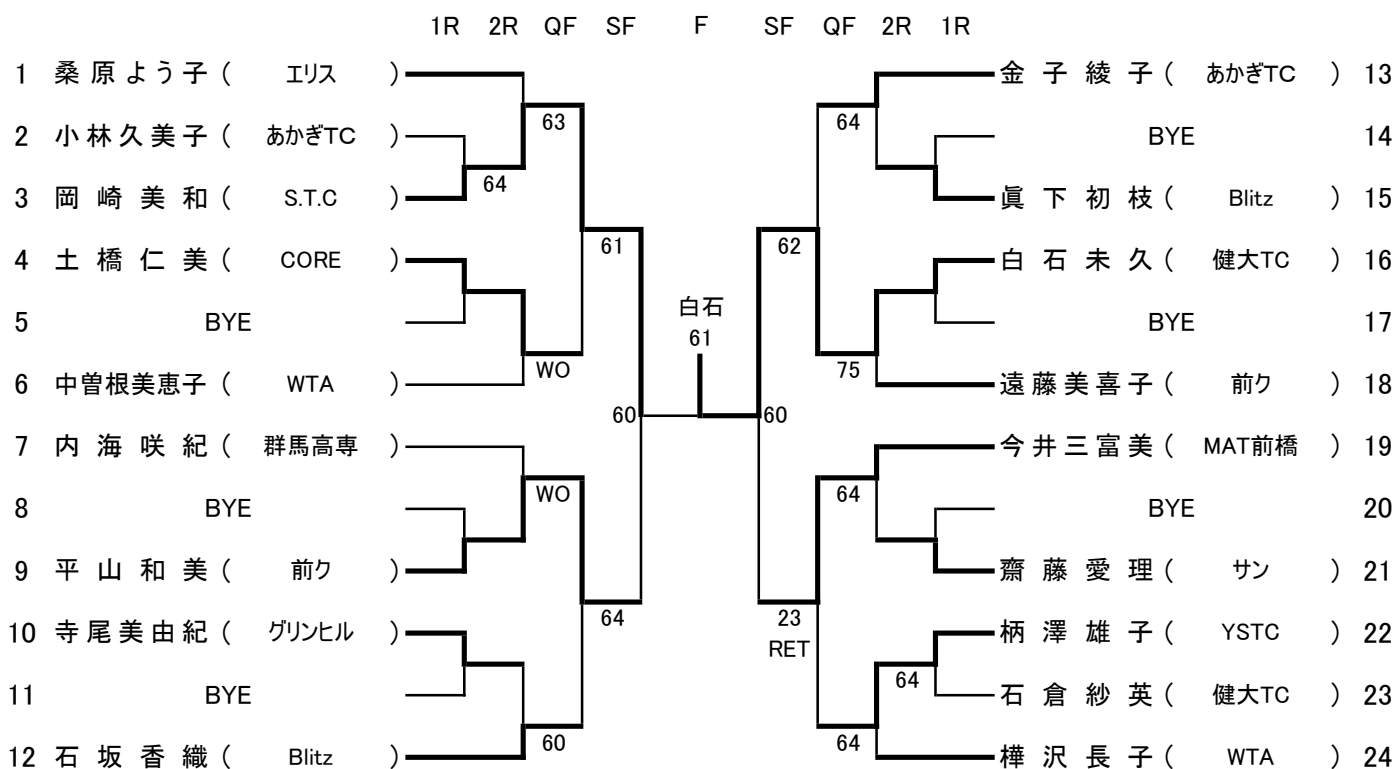 1R 2R QF SF F SF QF 2R 1R
1 桑原よう子 ( エリス ) 金子綾子 ( あかぎTC ) 13
63 64
2 小林久美子 ( あかぎTC ) BYE 14
64
3 岡崎美和 ( S.T.C ) 眞下初枝 ( Blitz ) 15
61 62
4 土橋仁美 ( CORE ) 白石未久 ( 健大TC ) 16
白石
5 BYE BYE 17
61
WO 75
6 中曽根美恵子 ( WTA ) 遠藤美喜子 ( 前ク ) 18
60 60
7 内海咲紀 ( 群馬高専 ) 今井三富美 ( MAT前橋 ) 19
WO 64
8 BYE BYE 20
9 平山和美 ( 前ク ) 齋藤愛理 ( サン ) 21
64 23
10 寺尾美由紀 ( グリンヒル ) 柄澤雄子 ( YSTC ) 22
RET
64
11 BYE 石倉紗英 ( 健大TC ) 23
60 64
12 石坂香織 ( Blitz ) 樺沢長子 ( WTA ) 24